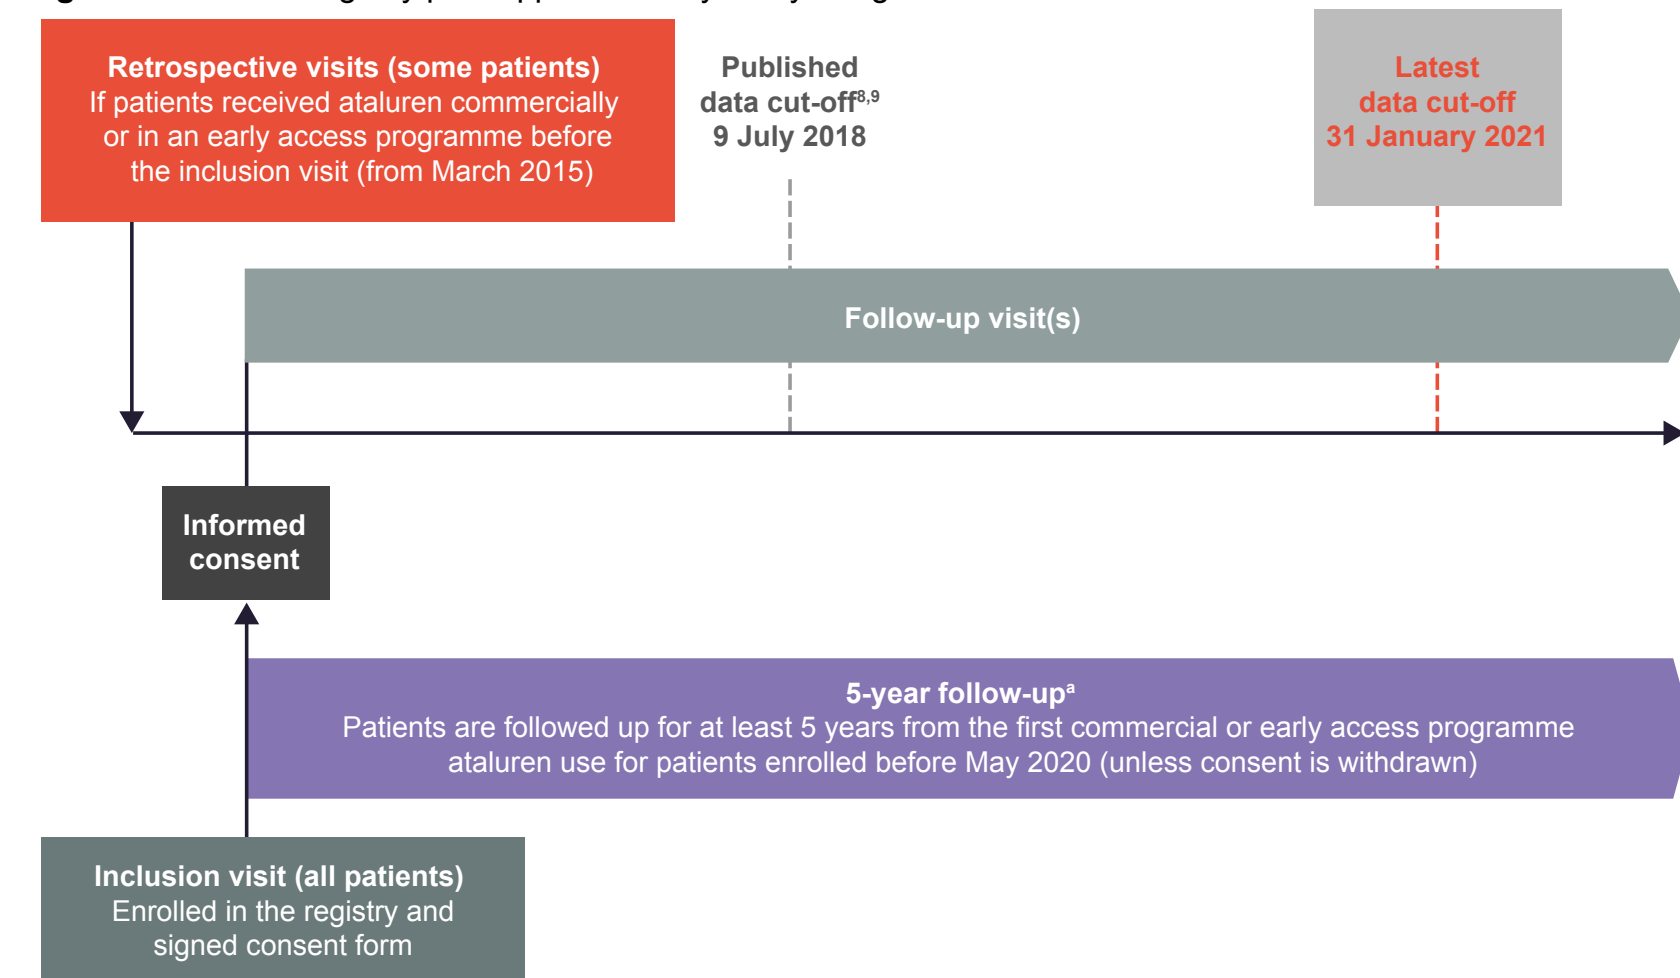 Retrospective visits (some patients)
If patients received ataluren commercially
or in an early access programme before
the inclusion visit (from March 2015)
Published
data cut-off8,9
9 July 2018
Latest
data cut-off
31 January 2021
Follow-up visit(s)
Informed
consent
5-year follow-upa
Patients are followed up for at least 5 years from the first commercial or early access programme
ataluren use for patients enrolled before May 2020 (unless consent is withdrawn)
Inclusion visit (all patients)
Enrolled in the registry and
signed consent form